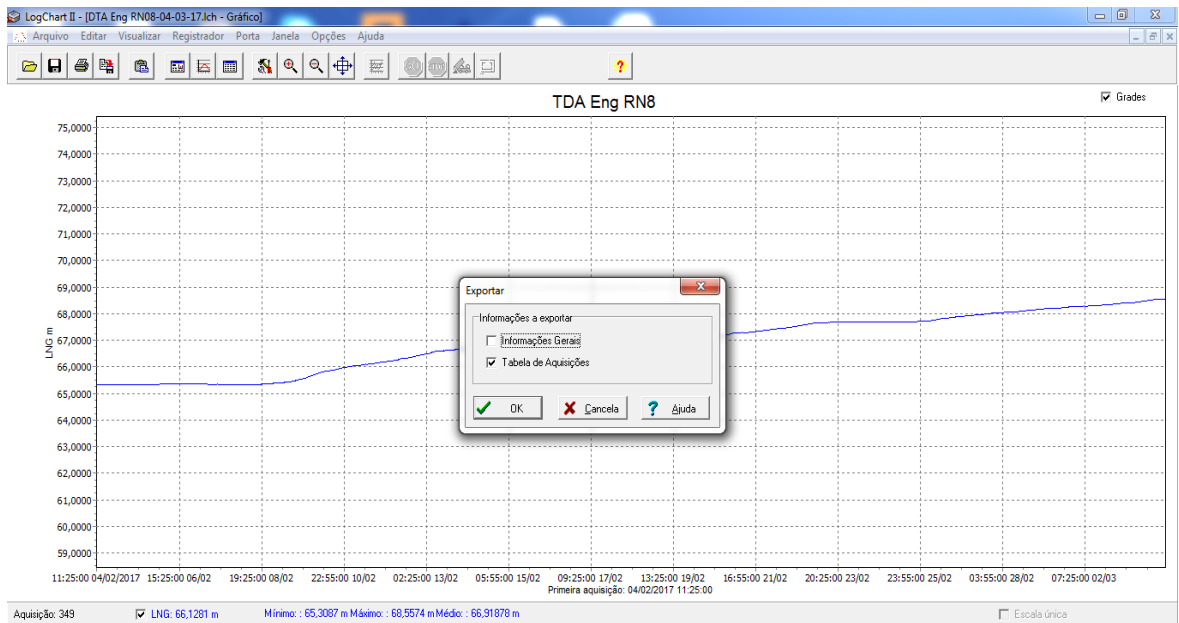 LogChart II - [DTA Eng RN08-04-03-17.lch - Gráfico]
Arquivo Editar Visualizar Registrador Porta Janela Opções Ajuda
TDA Eng RN8
Grades
75,0000
74,0000
73,0000
72,0000
71,0000
70,0000
69,0000
68,0000
67,0000
66,0000
65,0000
64,0000
63,0000
62,0000
61,0000
60,0000
59,0000
LNG m
Exportar
Informações a exportar
Informações Gerais
Tabela de Aquisições
OK Cancela Ajuda
11:25:00 04/02/2017 15:25:00 06/02 19:25:00 08/02 22:55:00 10/02 02:25:00 13/02 05:55:00 15/02 09:25:00 17/02 13:25:00 19/02 16:55:00 21/02 20:25:00 23/02 23:55:00 25/02 03:55:00 28/02 07:25:00 02/03
Primeira aquisição: 04/02/2017 11:25:00
Aquisição: 349 LNG: 66,1281 m Mínimo: : 65,3087 m Máximo: : 68,5574 m Médio: : 66,91878 m Escala única